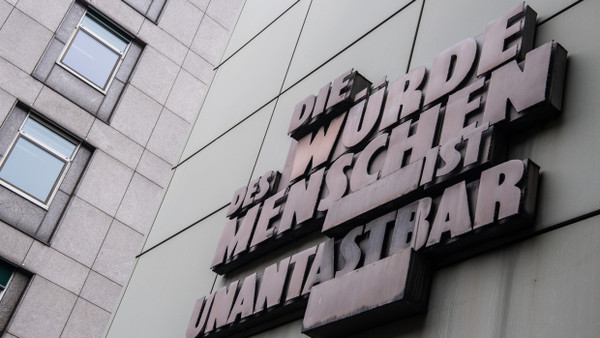 DIE
WÜRDE
DES
MENSCHEN
IST
UNANTASTBAR